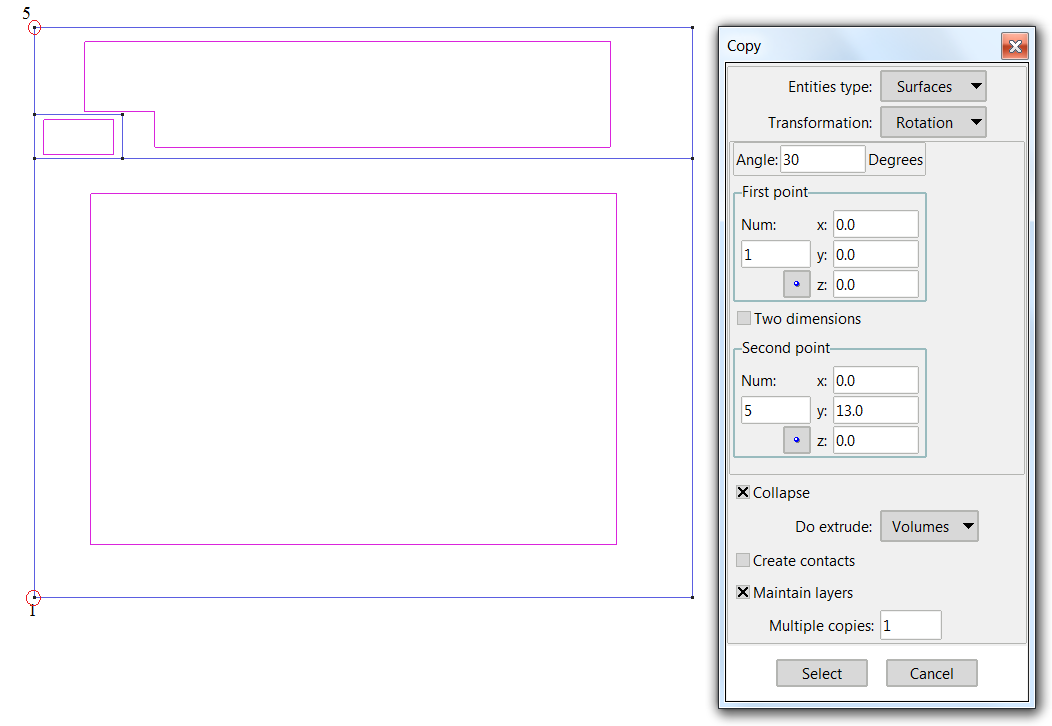 5
1
Copy
Entities type: Surfaces
Transformation: Rotation
Angle: 30 Degrees
First point
Num: x: 0.0
1 y: 0.0
z: 0.0
Two dimensions
Second point
Num: x: 0.0
5 y: 13.0
z: 0.0
Collapse
Do extrude: Volumes
Create contacts
Maintain layers
Multiple copies: 1
Select Cancel